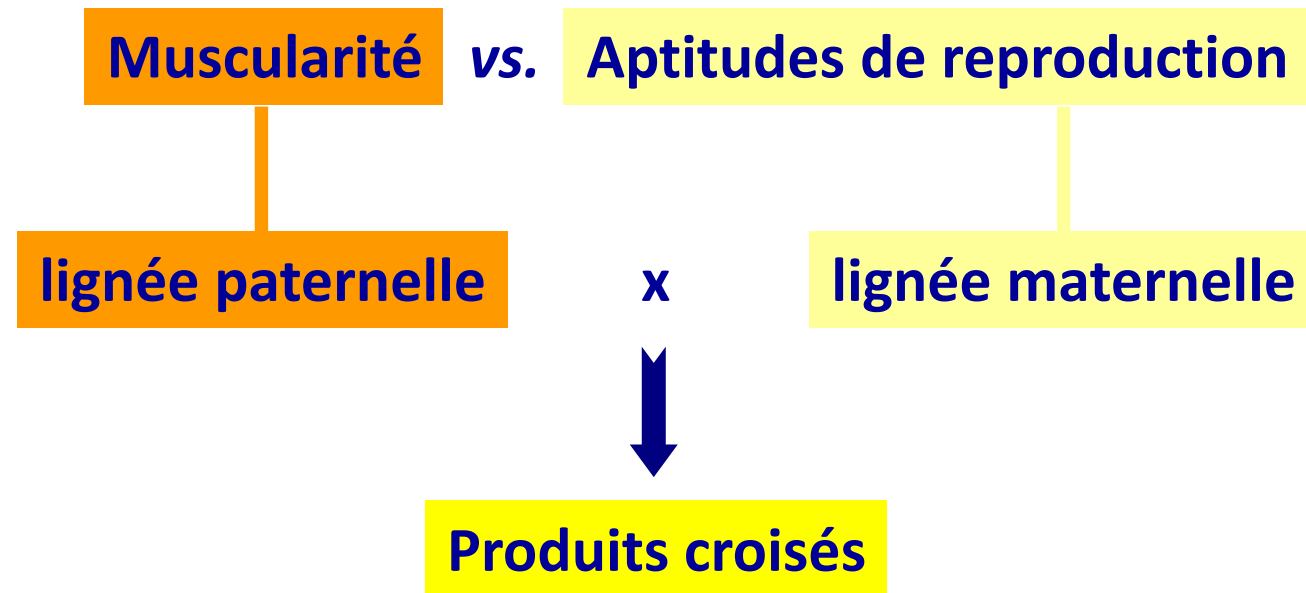 Muscularité vs. Aptitudes de reproduction
lignée paternelle x lignée maternelle
Produits croisés